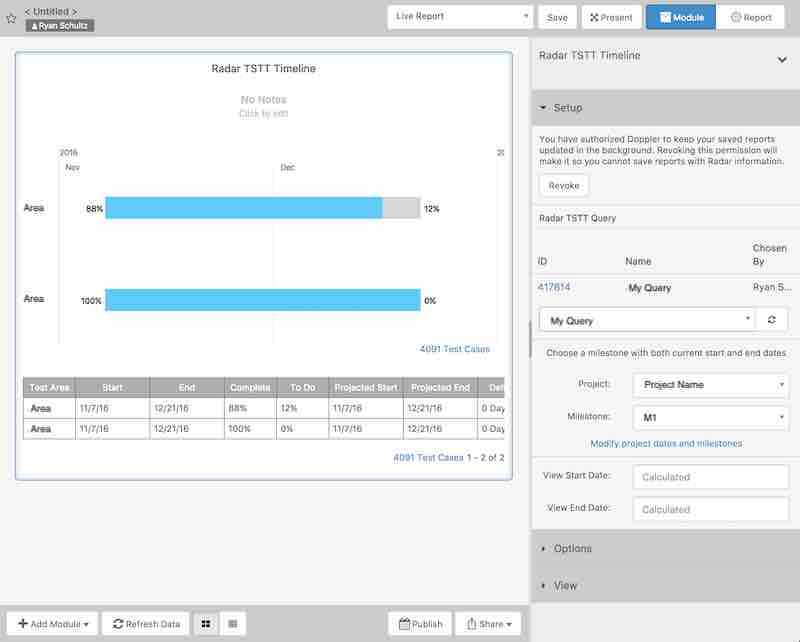 < Untitled >
Ryan Schultz
Live Report
Save
Present
Module
Report
Radar TSTT Timeline
No Notes
Click to edit
2016
Nov
Dec
20
Area
88%
12%
Area
100%
0%
4091 Test Cases
Test Area Start End Complete To Do Projected Start Projected End Del
Area 11/7/16 12/21/16 88% 12% 11/7/16 12/21/16 0 Day
Area 11/7/16 12/21/16 100% 0% 11/7/16 12/21/16 0 Day
4091 Test Cases 1 - 2 of 2
Add Module
Refresh Data
Publish
Share
Radar TSTT Timeline
Setup
You have authorized Doppler to keep your saved reports
updated in the background. Revoking this permission will
make it so you cannot save reports with Radar information.
Revoke
Radar TSTT Query
ID Name Chosen
By
417614 My Query Ryan S...
My Query
Choose a milestone with both current start and end dates
Project: Project Name
Milestone: M1
Modify project dates and milestones
View Start Date: Calculated
View End Date: Calculated
Options
View